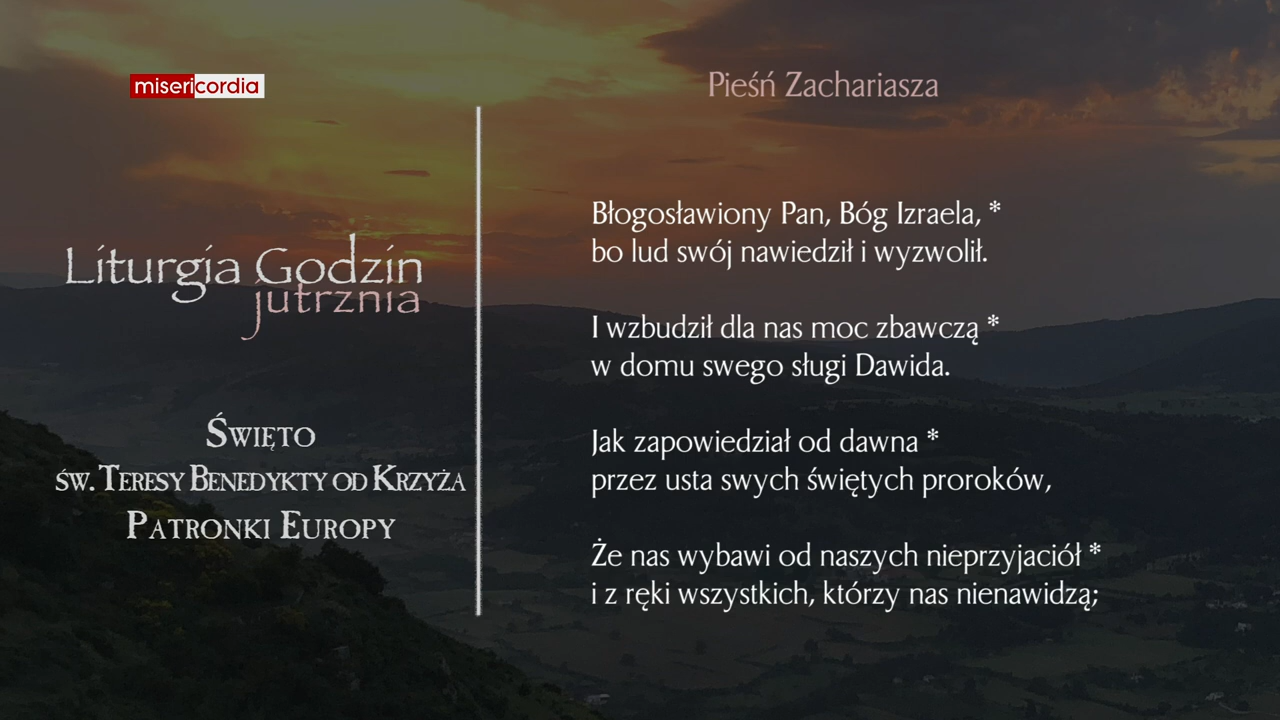 misericordia
Liturgia Godzin
jutrznia
Święto
św. Teresy Benedykty od Krzyża
Patronki Europy
Pieśń Zachariasza
Błogosławiony Pan, Bóg Izraela, *
bo lud swój nawiedził i wyzwolił.
I wzbudził dla nas moc zbawczą *
w domu swego sługi Dawida.
Jak zapowiedział od dawna *
przez usta swych świętych proroków,
Że nas wybawi od naszych nieprzyjaciół *
i z ręki wszystkich, którzy nas nienawidzą;